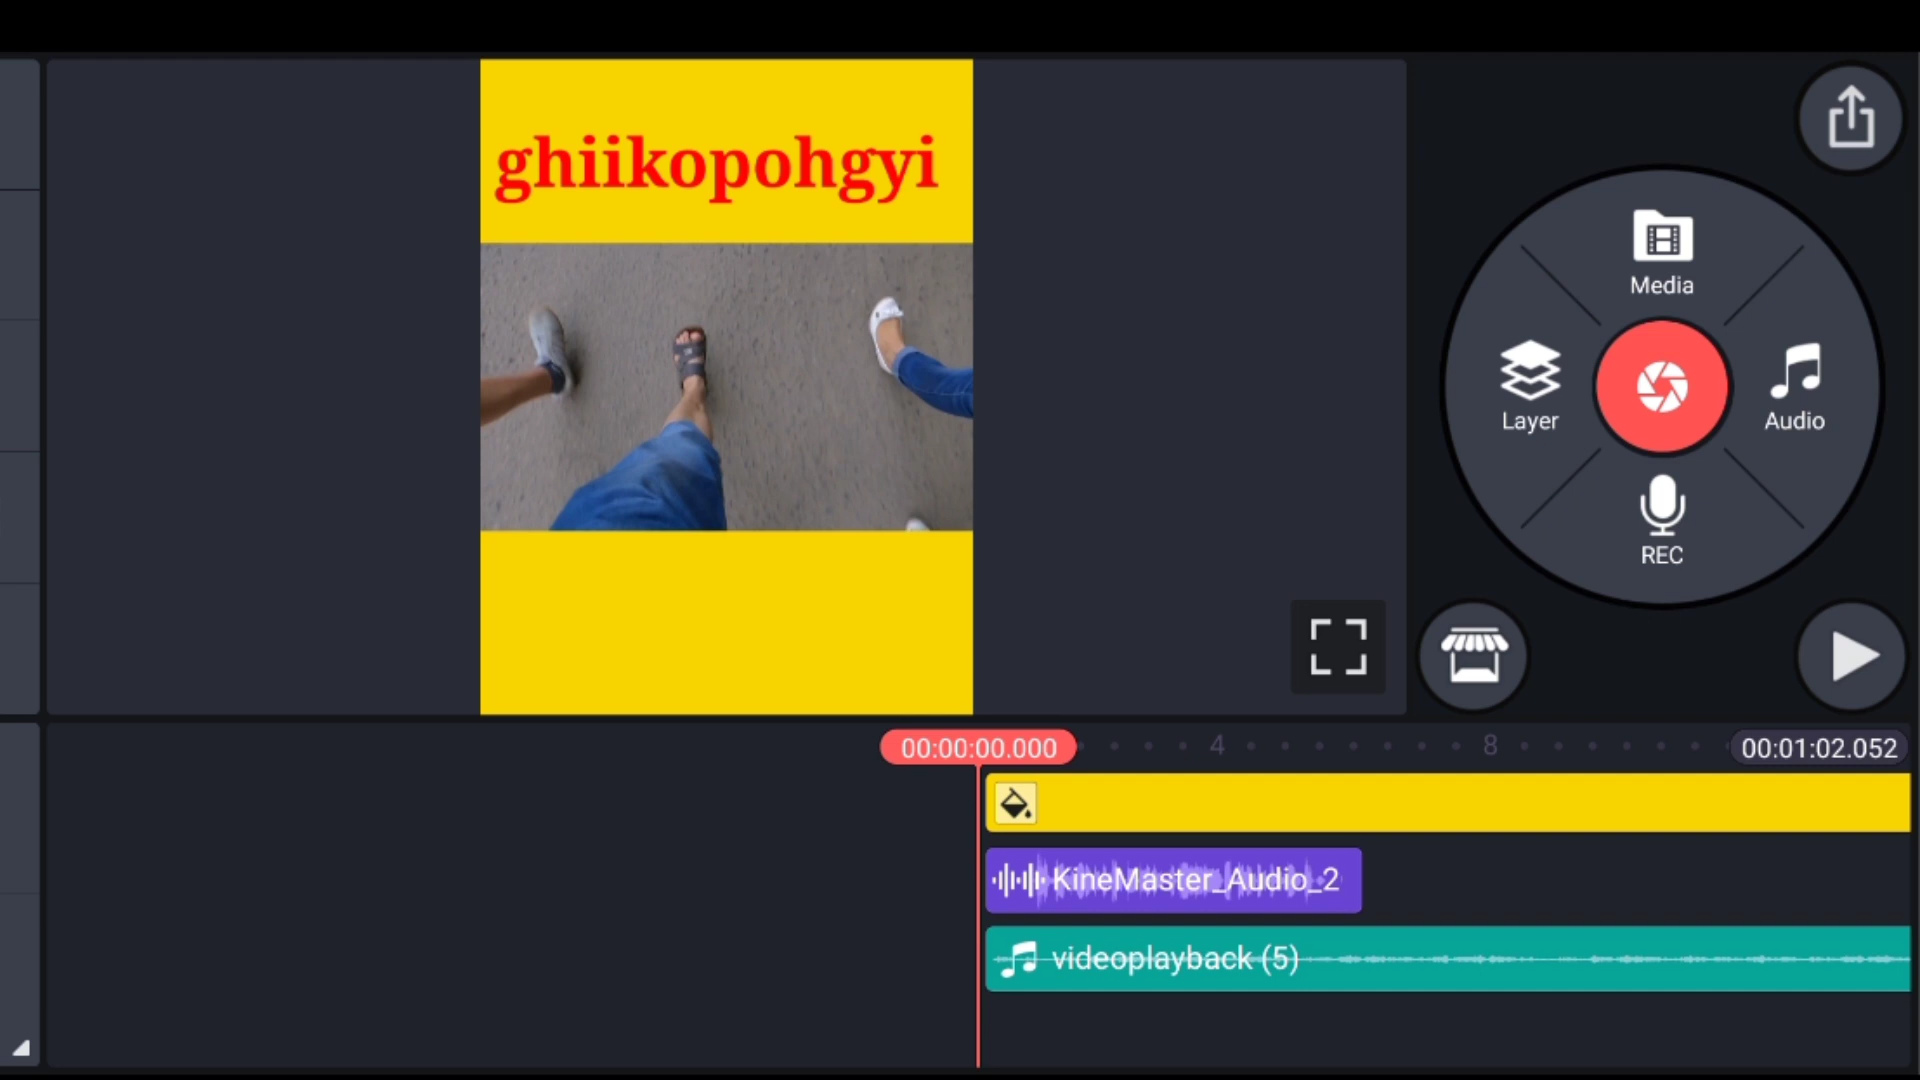 ghiikopohgyi
Media
Layer
Audio
REC
00:00:00.000
4
8
00:01:02.052
KineMaster_Audio_2
videoplayback (5)